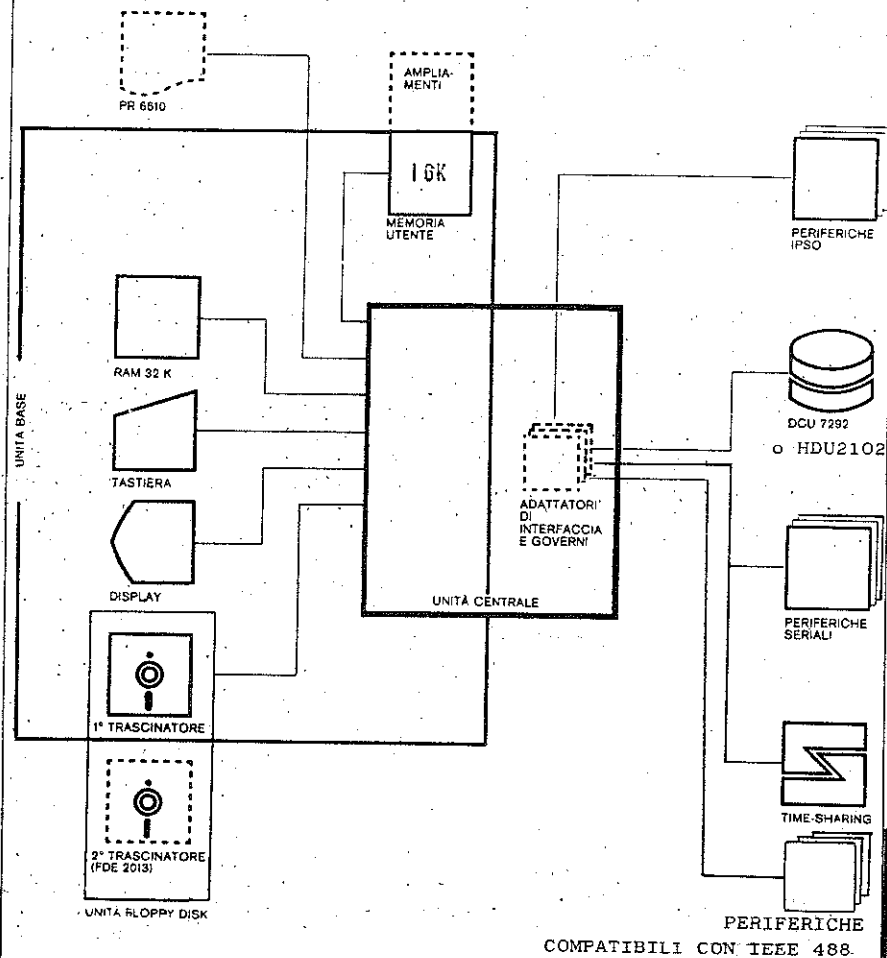 PR 6610
AMPLIA-
MENTI
16K
MEMORIA
UTENTE
PERIFERICHE
IPSO
UNITA BASE
RAM 32 K
TASTIERA
DISPLAY
ADATTATORI
DI
INTERFACCIA
E GOVERNI
UNITÀ CENTRALE
DCU 7292
o HDU2102
PERIFERICHE
SERIALI
1° TRASCINATORE
2° TRASCINATORE
(FDE 2013)
UNITÀ FLOPPY DISK
TIME-SHARING
PERIFERICHE
COMPATIBILI CON IEEE 488.